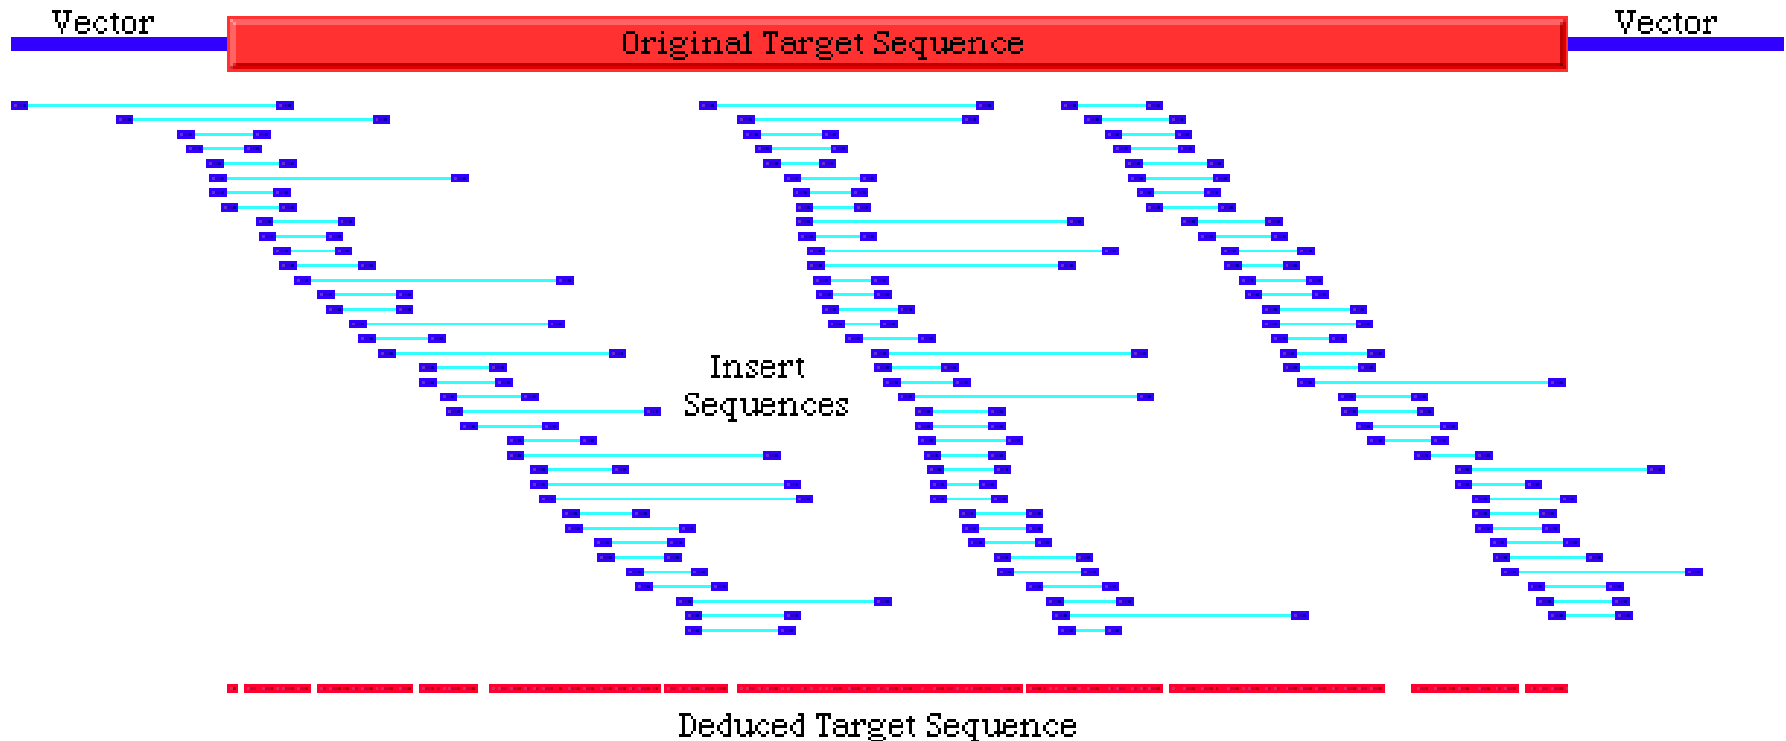 Vector
Vector
Original Target Sequence
Insert
Sequences
Deduced Target Sequence